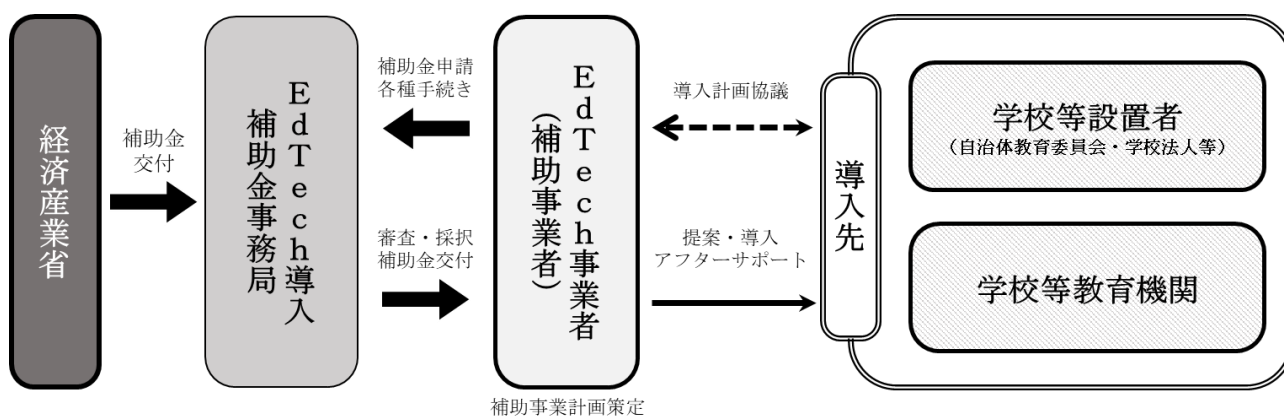 経済産業省
補助金
交付
EdTech導入
補助金事務局
補助金申請
各種手続き
審査・採択
補助金交付
EdTech事業者
(補助事業者)
補助事業計画策定
導入計画協議
提案・導入
アフターサポート
導入先
学校等設置者
(自治体教育委員会・学校法人等)
学校等教育機関